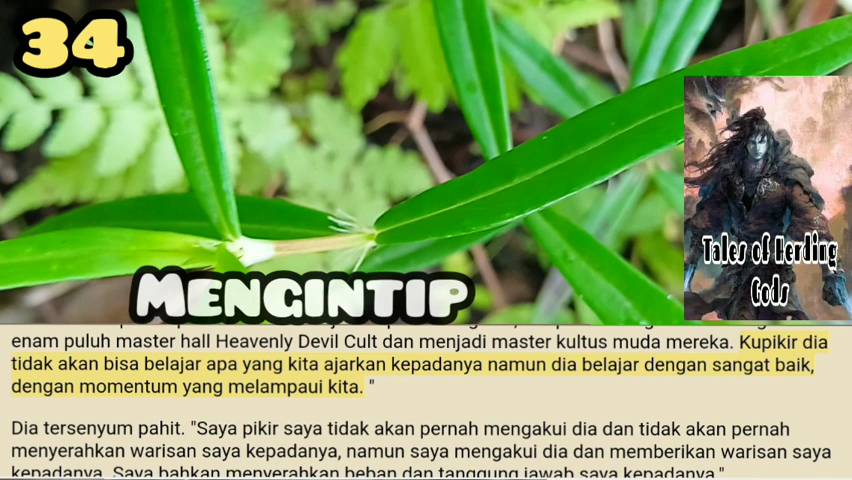 34
Tales of Herding
Gods
MENGINTIP
enam puluh master hall Heavenly Devil Cult dan menjadi master kultus muda mereka. Kupikir dia
tidak akan bisa belajar apa yang kita ajarkan kepadanya namun dia belajar dengan sangat baik,
dengan momentum yang melampaui kita. "
Dia tersenyum pahit. "Saya pikir saya tidak akan pernah mengakui dia dan tidak akan pernah
menyerahkan warisan saya kepadanya, namun saya mengakui dia dan memberikan warisan saya
kepadanya. Saya bahkan menyerahkan beban dan tanggung jawab saya kepadanya."